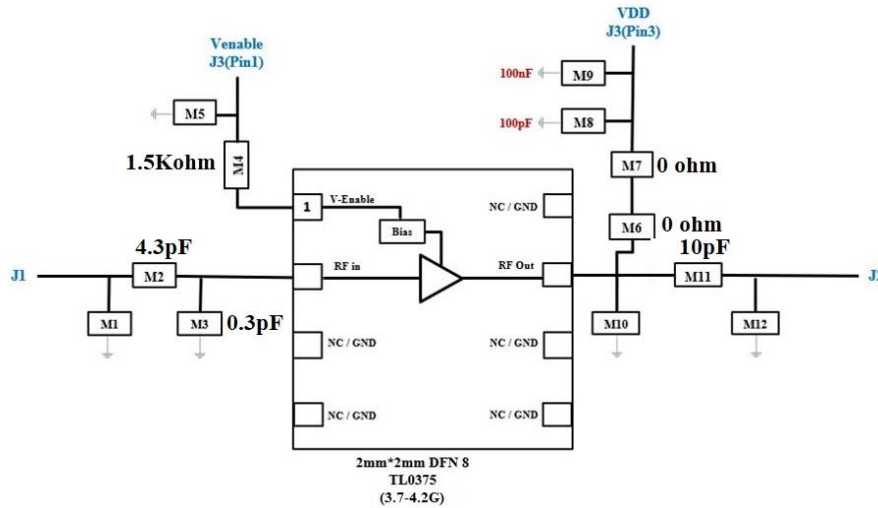 VDD
J3(Pin3)
Venable
J3(Pin1)
100nF
M9
M5
100pF
M8
1.5Kohm
M4
M7
0 ohm
1
V-Enable
NC / GND
Bias
M6
0 ohm
4.3pF
10pF
J1
M2
RF in
RF Out
M11
M1
M3
0.3pF
M10
M12
NC / GND
NC / GND
NC / GND
NC / GND
2mm*2mm DFN 8
TL0375
(3.7-4.2G)